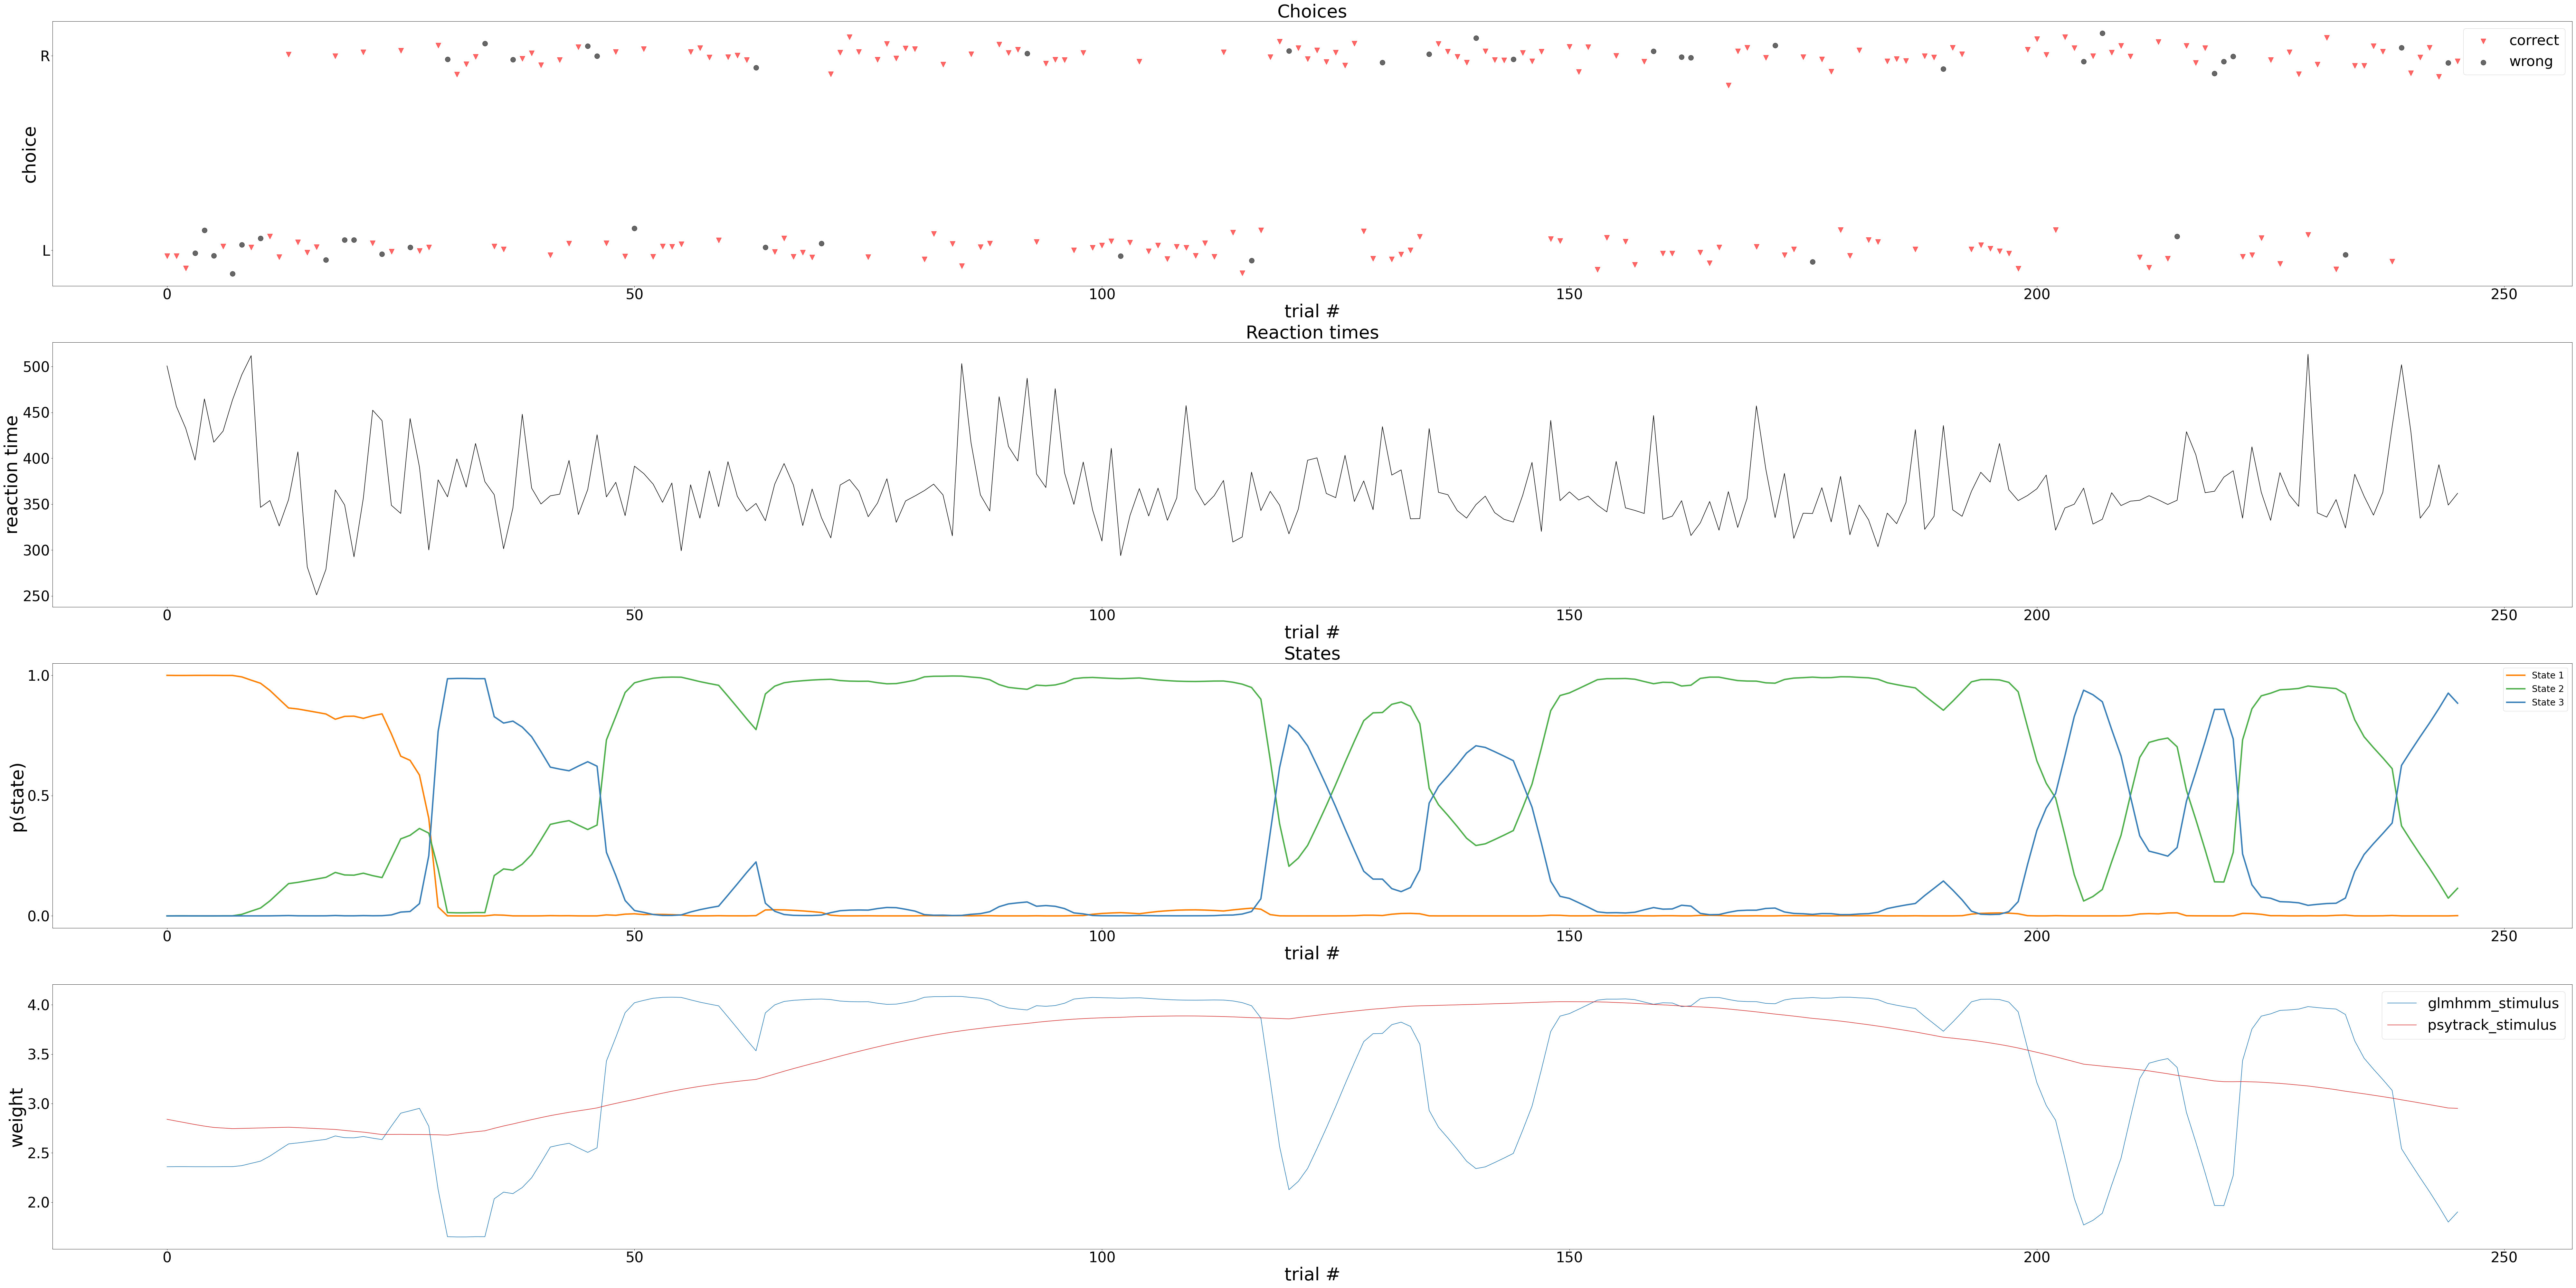 Choices
R
L
choice
correct
wrong
0 50 100 150 200 250
trial #
Reaction times
500
450
400
350
300
250
reaction time
0 50 100 150 200 250
trial #
States
1.0
0.5
0.0
p(state)
State 1
State 2
State 3
0 50 100 150 200 250
trial #
4.0
3.5
3.0
2.5
2.0
weight
glmhmm_stimulus
psytrack_stimulus
0 50 100 150 200 250
trial #